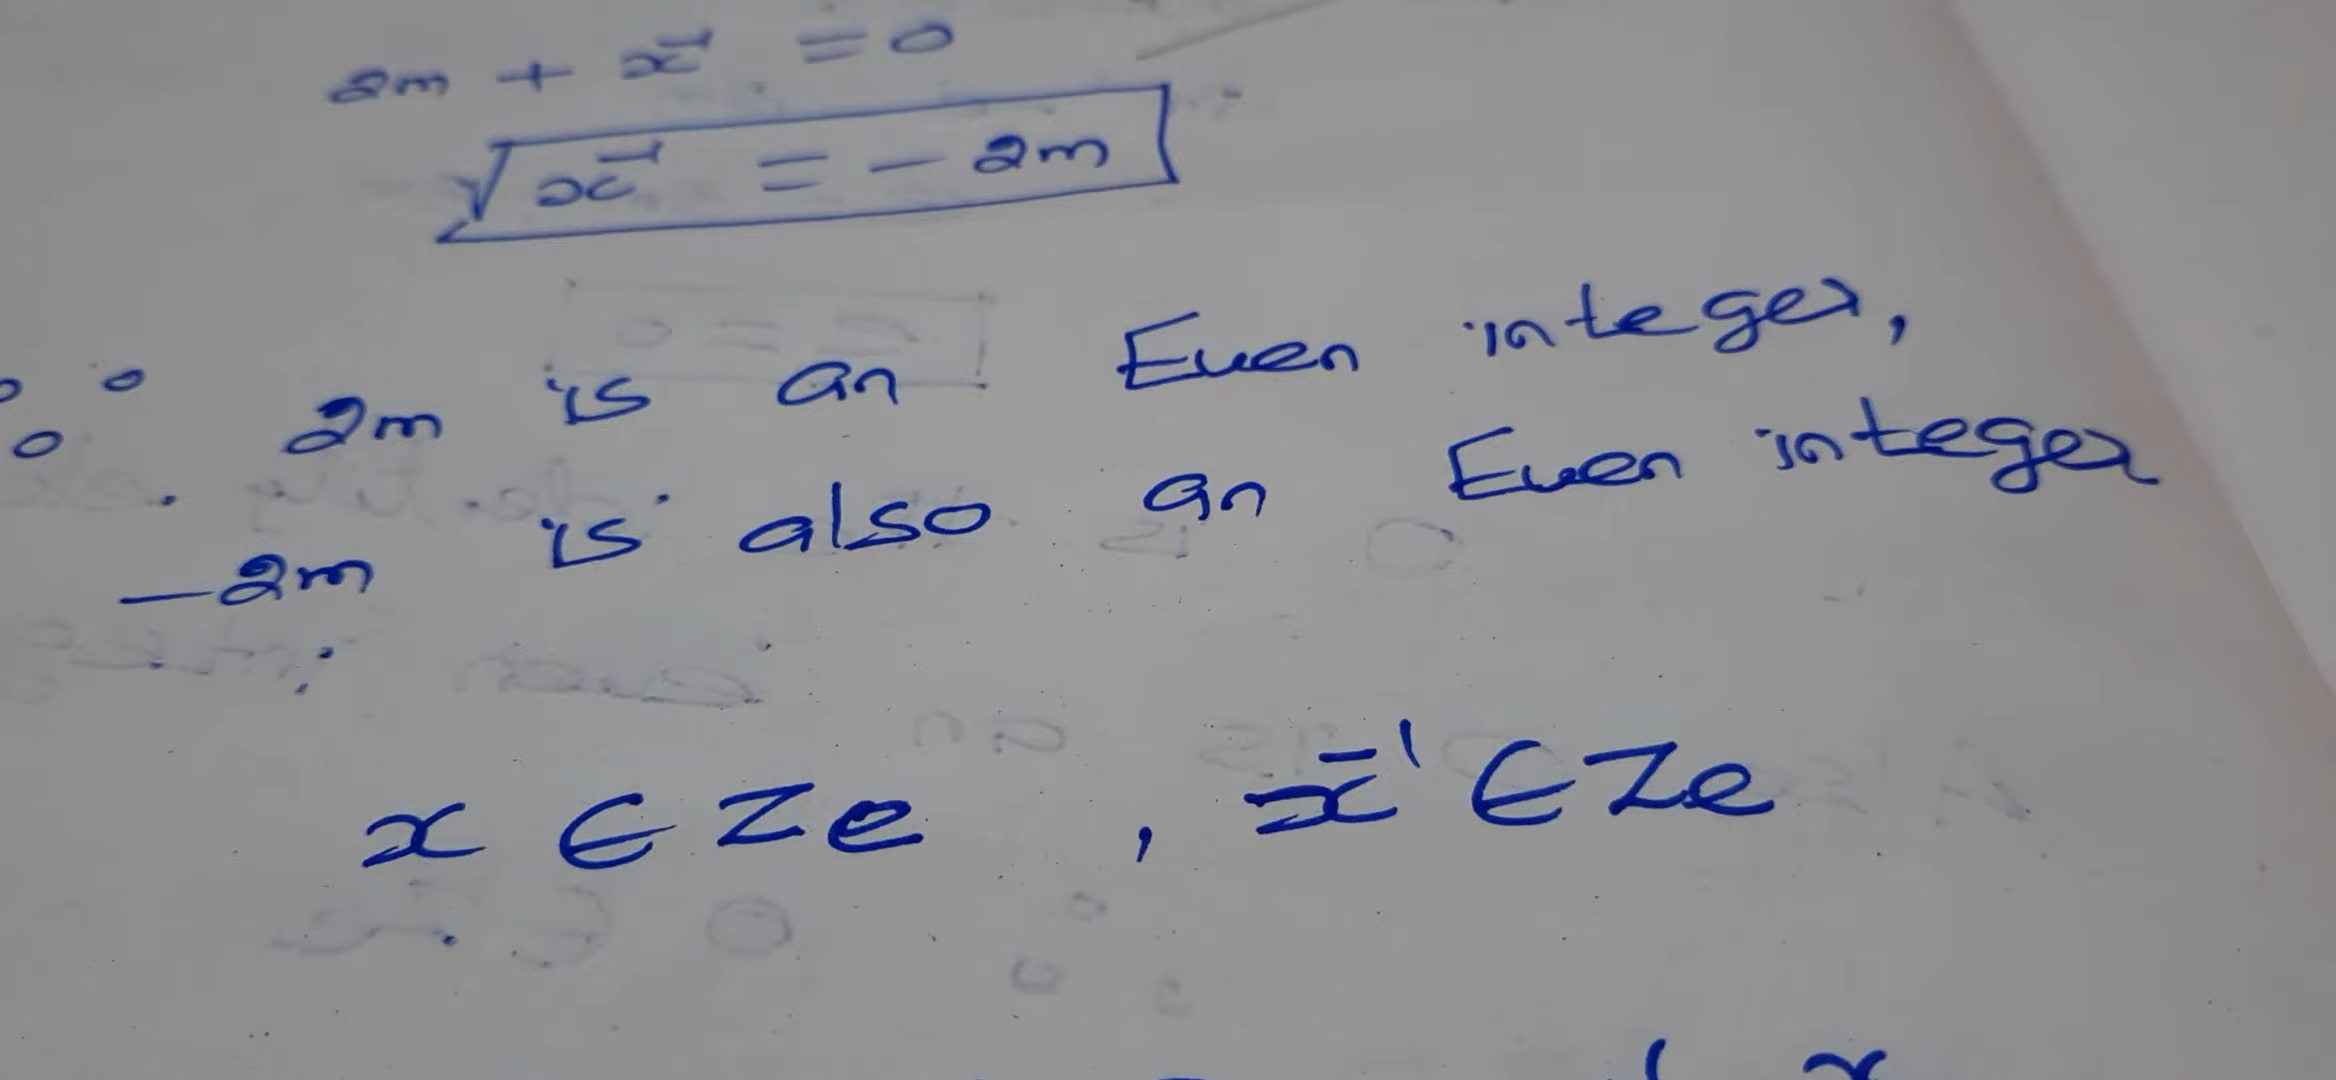 2m + x⁻¹ = 0
x⁻¹ = - 2m
∵ 2m is an Even integer,
-2m is also an Even integer
x ∈ Ze , x⁻¹ ∈ Ze